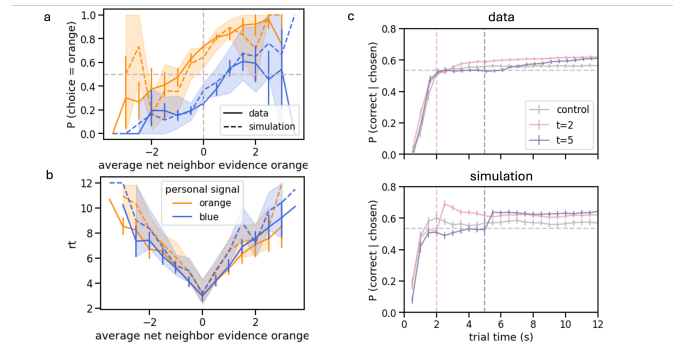 a
P (choice = orange)
1.0
0.8
0.6
0.4
0.2
0.0
data
simulation
−2
0
2
average net neighbor evidence orange
b
rt
12
10
8
6
4
2
personal signal
orange
blue
−2
0
2
average net neighbor evidence orange
c
data
P (correct | chosen)
0.8
0.6
0.4
0.2
0.0
control
t=2
t=5
simulation
P (correct | chosen)
0.8
0.6
0.4
0.2
0.0
0
2
4
6
8
10
12
trial time (s)